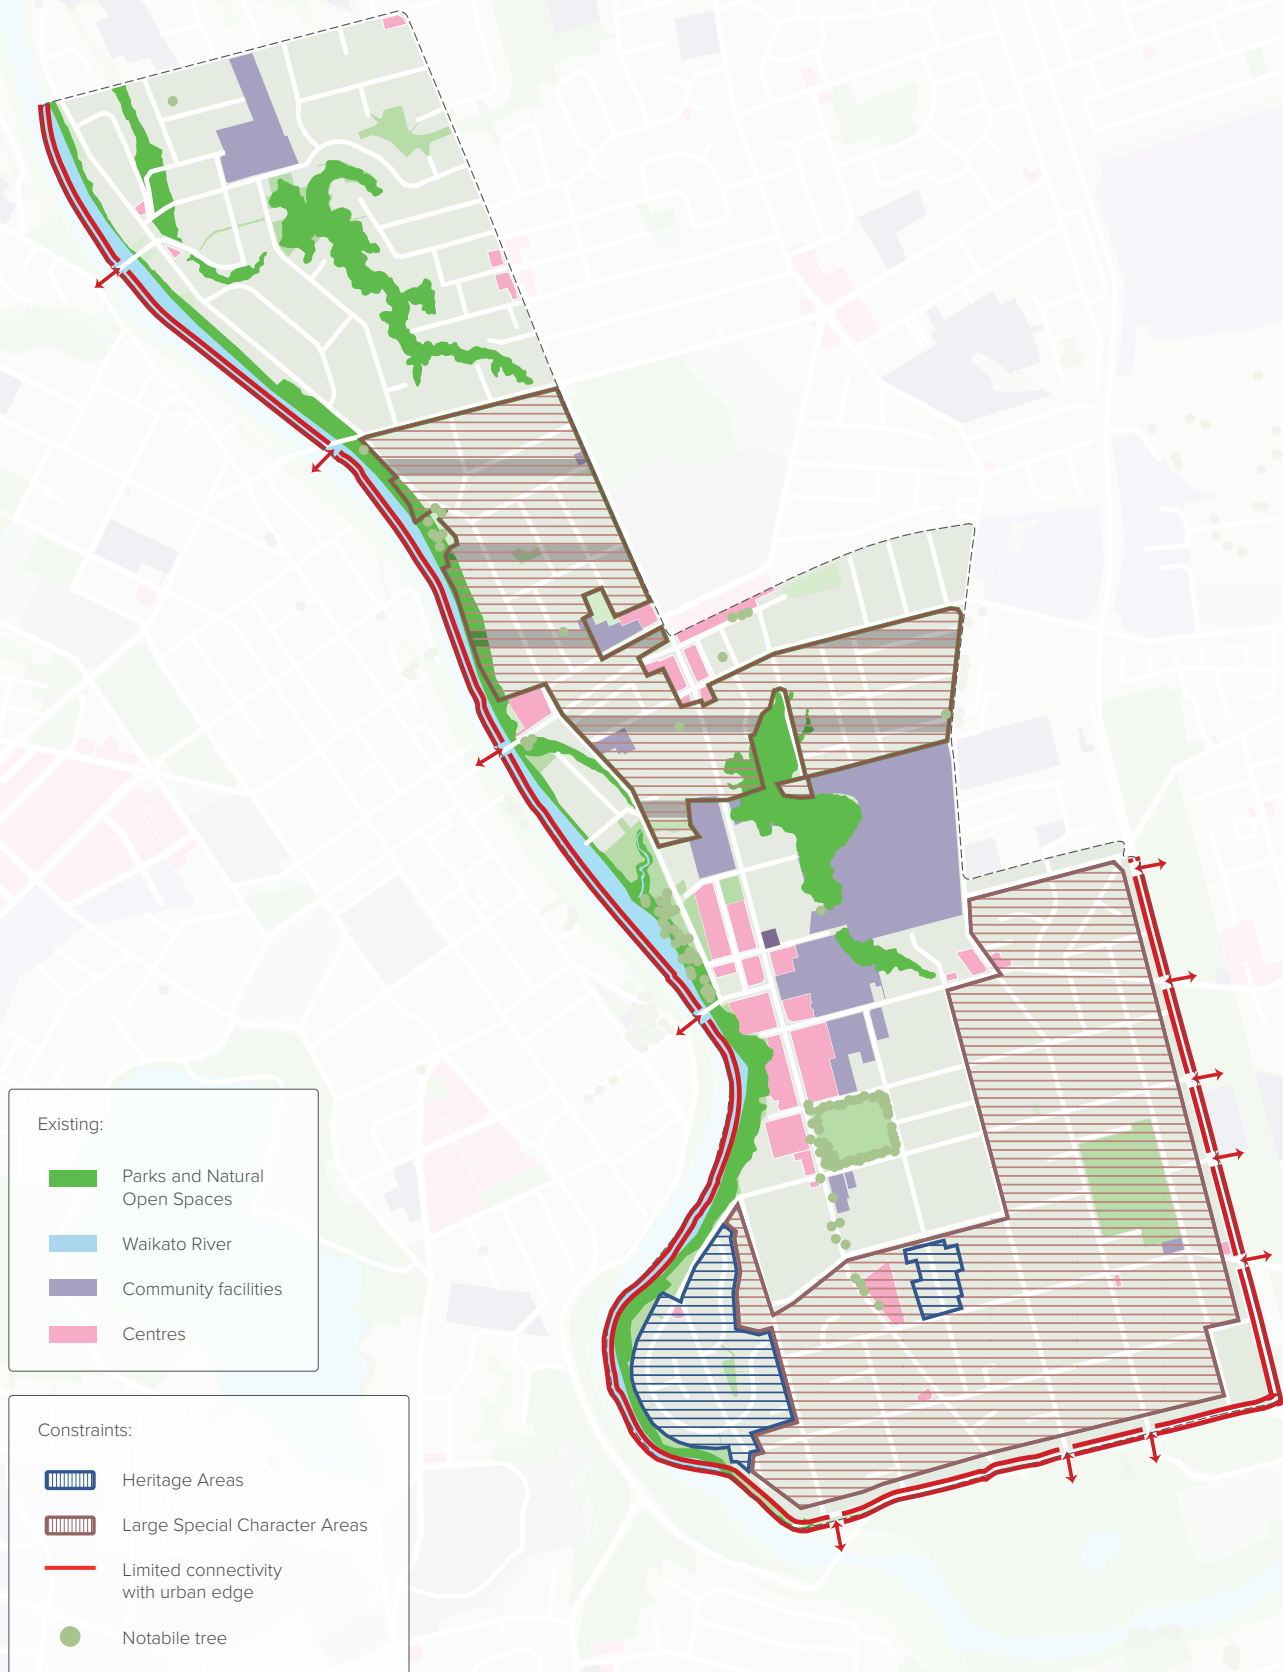 Existing:
Parks and Natural
Open Spaces
Waikato River
Community facilities
Centres
Constraints:
Heritage Areas
Large Special Character Areas
Limited connectivity
with urban edge
Notabile tree